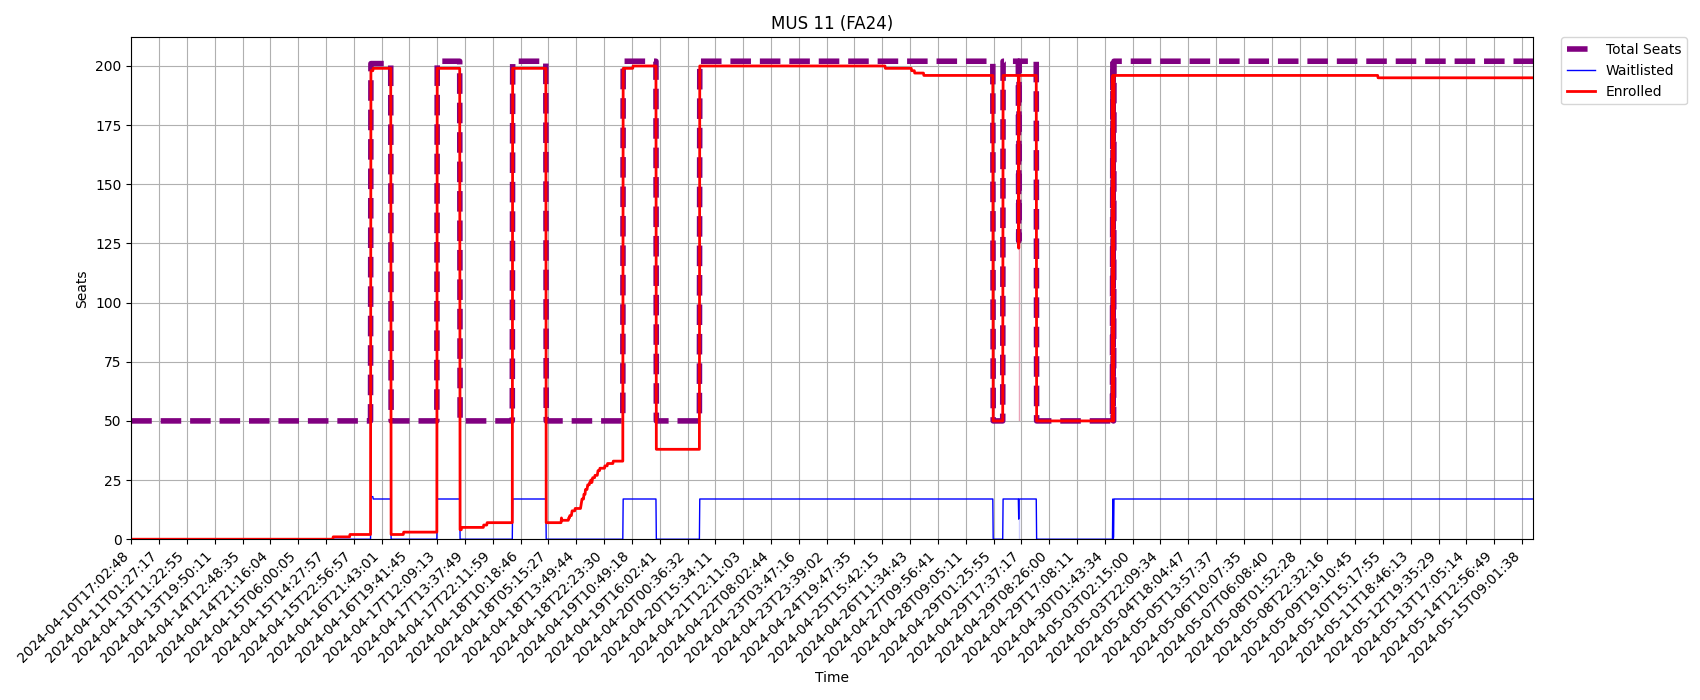 MUS 11 (FA24)
Total Seats
Waitlisted
Enrolled
Seats
200
175
150
125
100
75
50
25
0
2024-04-10T17:02:48
2024-04-11T01:27:17
2024-04-13T11:22:55
2024-04-13T19:50:11
2024-04-14T12:48:35
2024-04-14T21:16:04
2024-04-15T06:00:05
2024-04-15T14:27:57
2024-04-15T22:56:57
2024-04-16T21:43:01
2024-04-16T19:41:45
2024-04-17T12:09:13
2024-04-17T13:37:49
2024-04-17T22:11:59
2024-04-18T10:18:46
2024-04-18T05:15:27
2024-04-18T13:49:44
2024-04-18T22:23:30
2024-04-19T10:49:18
2024-04-19T16:02:41
2024-04-20T00:36:32
2024-04-20T15:34:11
2024-04-21T12:11:03
2024-04-22T08:02:44
2024-04-23T03:47:16
2024-04-23T23:39:02
2024-04-24T19:47:35
2024-04-25T15:42:15
2024-04-26T11:34:43
2024-04-27T09:56:41
2024-04-28T09:05:11
2024-04-29T01:25:55
2024-04-29T17:37:17
2024-04-29T08:26:00
2024-04-29T17:08:11
2024-04-30T01:43:34
2024-05-03T02:15:00
2024-05-03T22:09:34
2024-05-04T18:04:47
2024-05-05T13:57:37
2024-05-06T10:07:35
2024-05-07T06:08:40
2024-05-08T01:52:28
2024-05-08T22:32:16
2024-05-09T19:10:45
2024-05-10T15:17:55
2024-05-11T18:46:13
2024-05-12T19:35:29
2024-05-13T17:05:14
2024-05-14T12:56:49
2024-05-15T09:01:38
Time